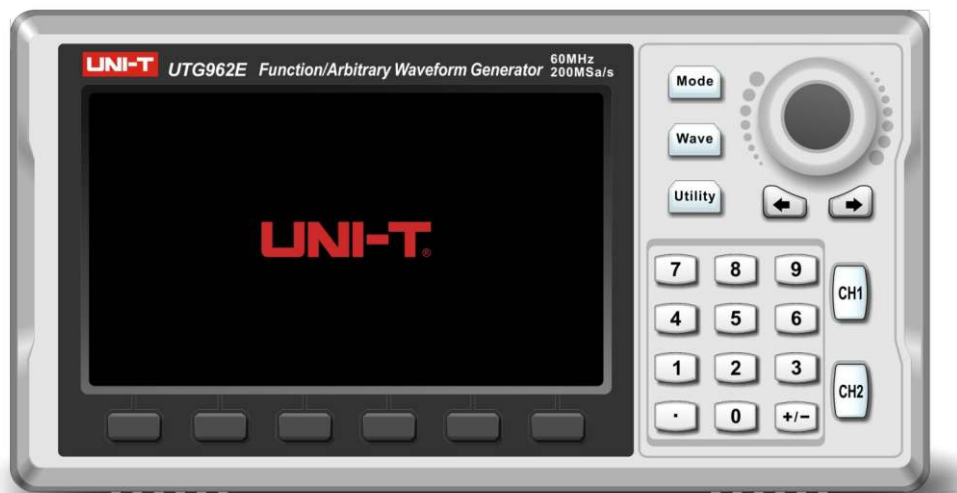 UNI-T UTG962E Function/Arbitrary Waveform Generator 60MHz
200MSa/s
UNI-T®
Mode
Wave
Utility
7 8 9
4 5 6
1 2 3
. 0 +/−
CH1
CH2